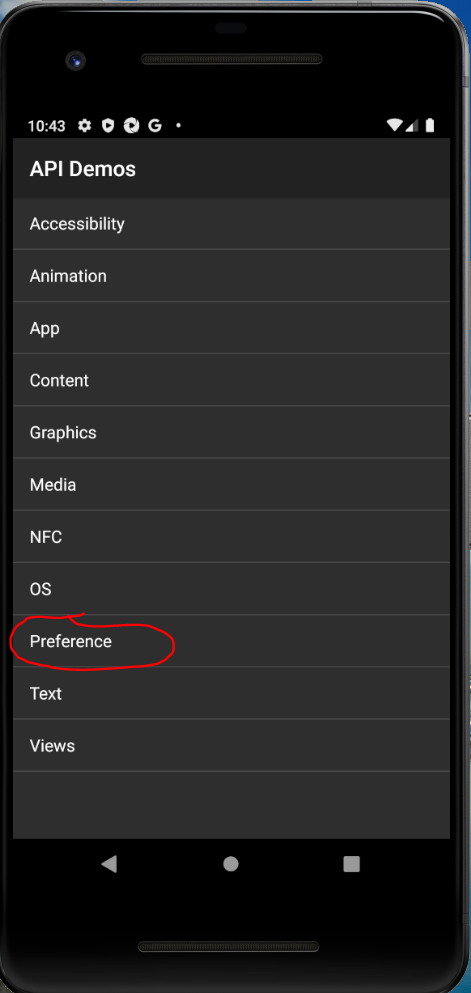 10:43 G
API Demos
Accessibility
Animation
App
Content
Graphics
Media
NFC
OS
Preference
Text
Views